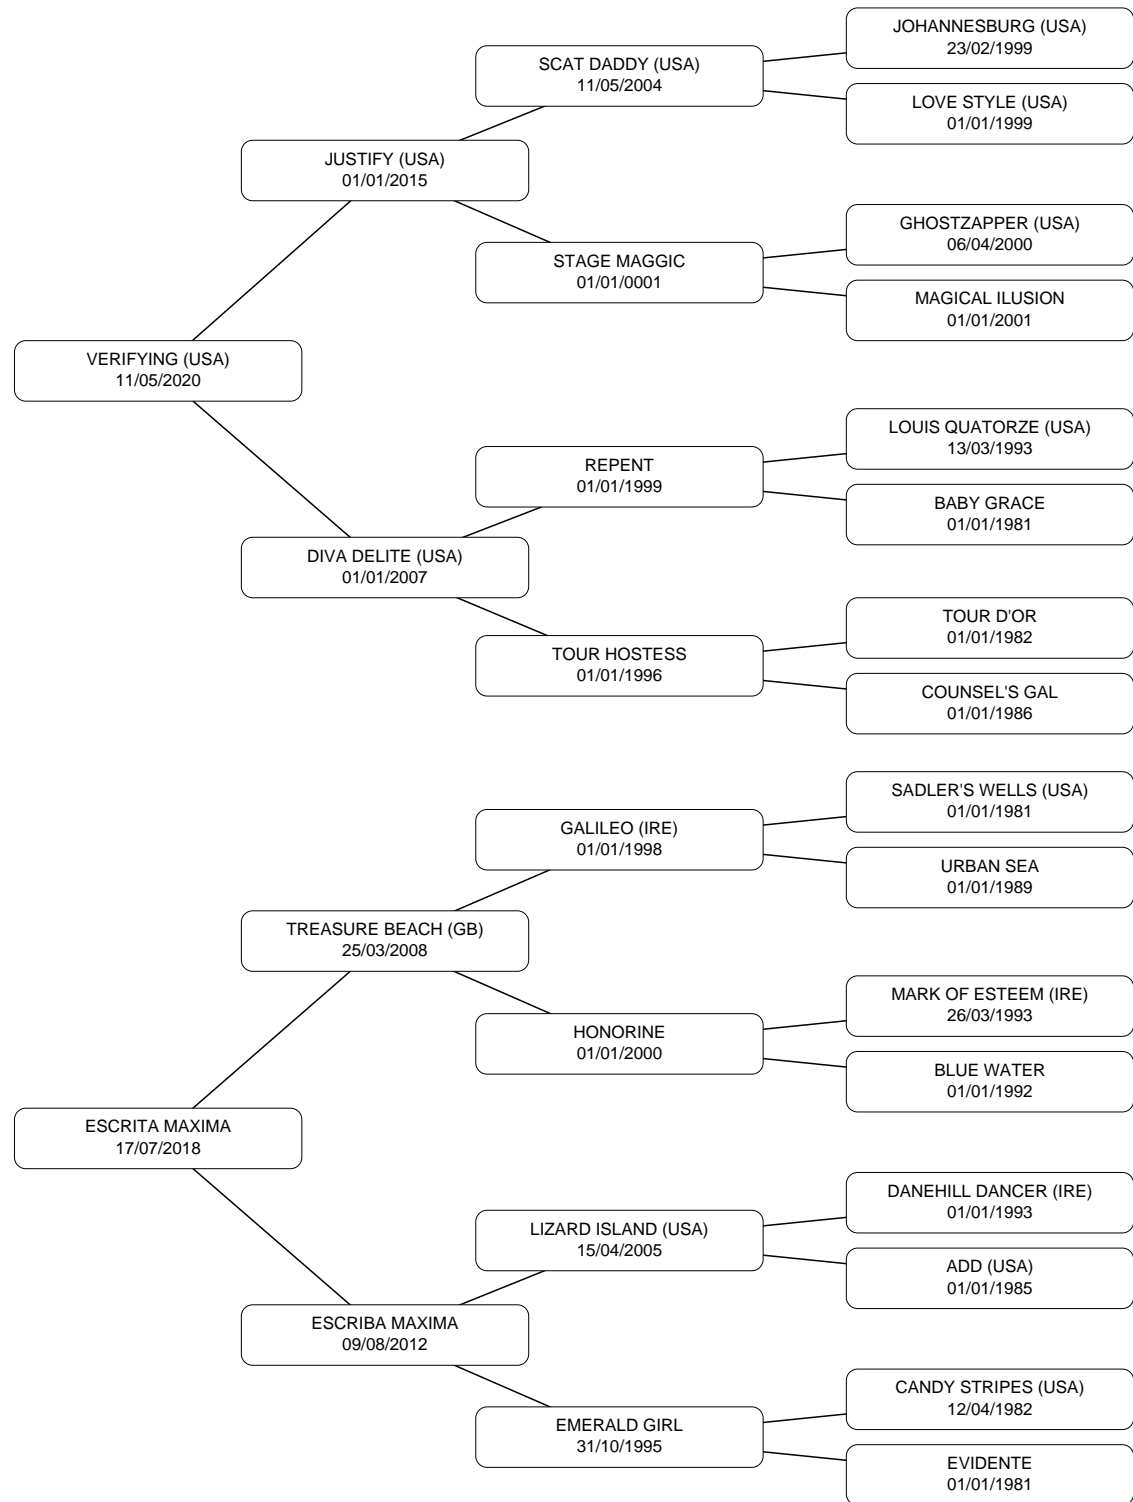 JOHANNESBURG (USA)
23/02/1999
SCAT DADDY (USA)
11/05/2004
LOVE STYLE (USA)
01/01/1999
JUSTIFY (USA)
01/01/2015
GHOSTZAPPER (USA)
06/04/2000
STAGE MAGGIC
01/01/0001
MAGICAL ILUSION
01/01/2001
VERIFYING (USA)
11/05/2020
LOUIS QUATORZE (USA)
13/03/1993
REPENT
01/01/1999
BABY GRACE
01/01/1981
DIVA DELITE (USA)
01/01/2007
TOUR D'OR
01/01/1982
TOUR HOSTESS
01/01/1996
COUNSEL'S GAL
01/01/1986
SADLER'S WELLS (USA)
01/01/1981
GALILEO (IRE)
01/01/1998
URBAN SEA
01/01/1989
TREASURE BEACH (GB)
25/03/2008
MARK OF ESTEEM (IRE)
26/03/1993
HONORINE
01/01/2000
BLUE WATER
01/01/1992
ESCRITA MAXIMA
17/07/2018
DANEHILL DANCER (IRE)
01/01/1993
LIZARD ISLAND (USA)
15/04/2005
ADD (USA)
01/01/1985
ESCRIBA MAXIMA
09/08/2012
CANDY STRIPES (USA)
12/04/1982
EMERALD GIRL
31/10/1995
EVIDENTE
01/01/1981